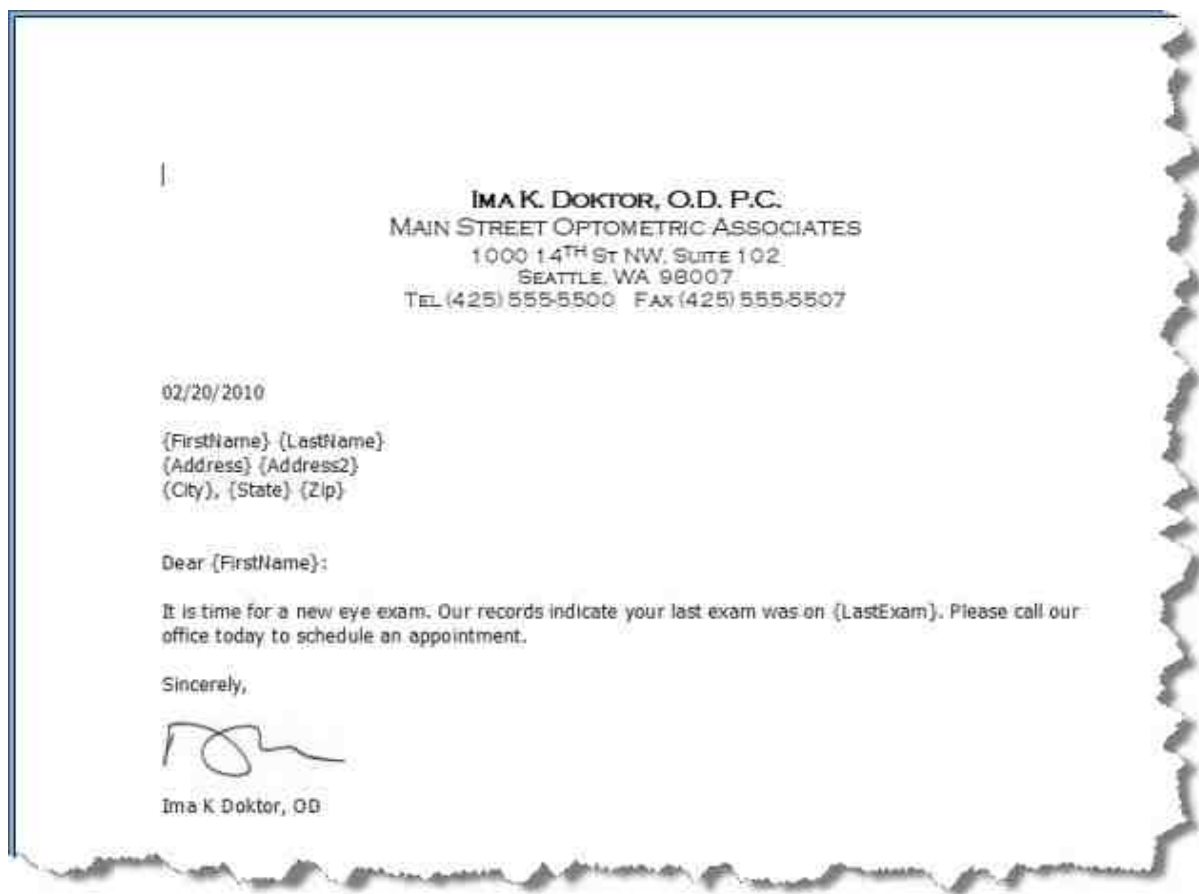 IMA K. DOKTOR, O.D. P.C.
MAIN STREET OPTOMETRIC ASSOCIATES
1000 14TH ST NW, SUITE 102
SEATTLE, WA 98007
TEL (425) 555-5500 FAX (425) 555-5507
02/20/2010
{FirstName} {LastName}
{Address} {Address2}
{City}, {State} {Zip}
Dear {FirstName}:
It is time for a new eye exam. Our records indicate your last exam was on {LastExam}. Please call our
office today to schedule an appointment.
Sincerely,
Ima K Doktor, OD